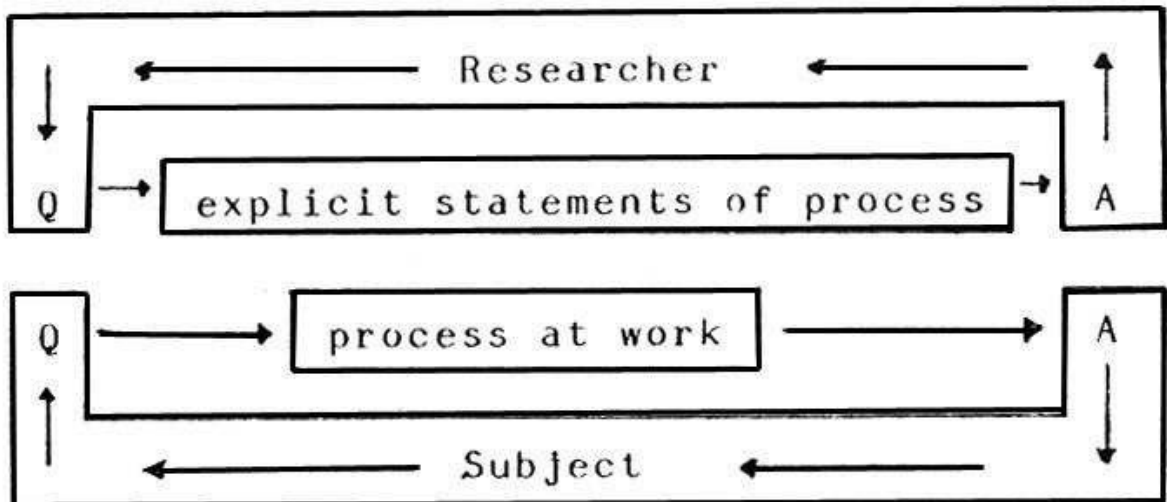 Researcher
Q explicit statements of process A
Q process at work A
Subject